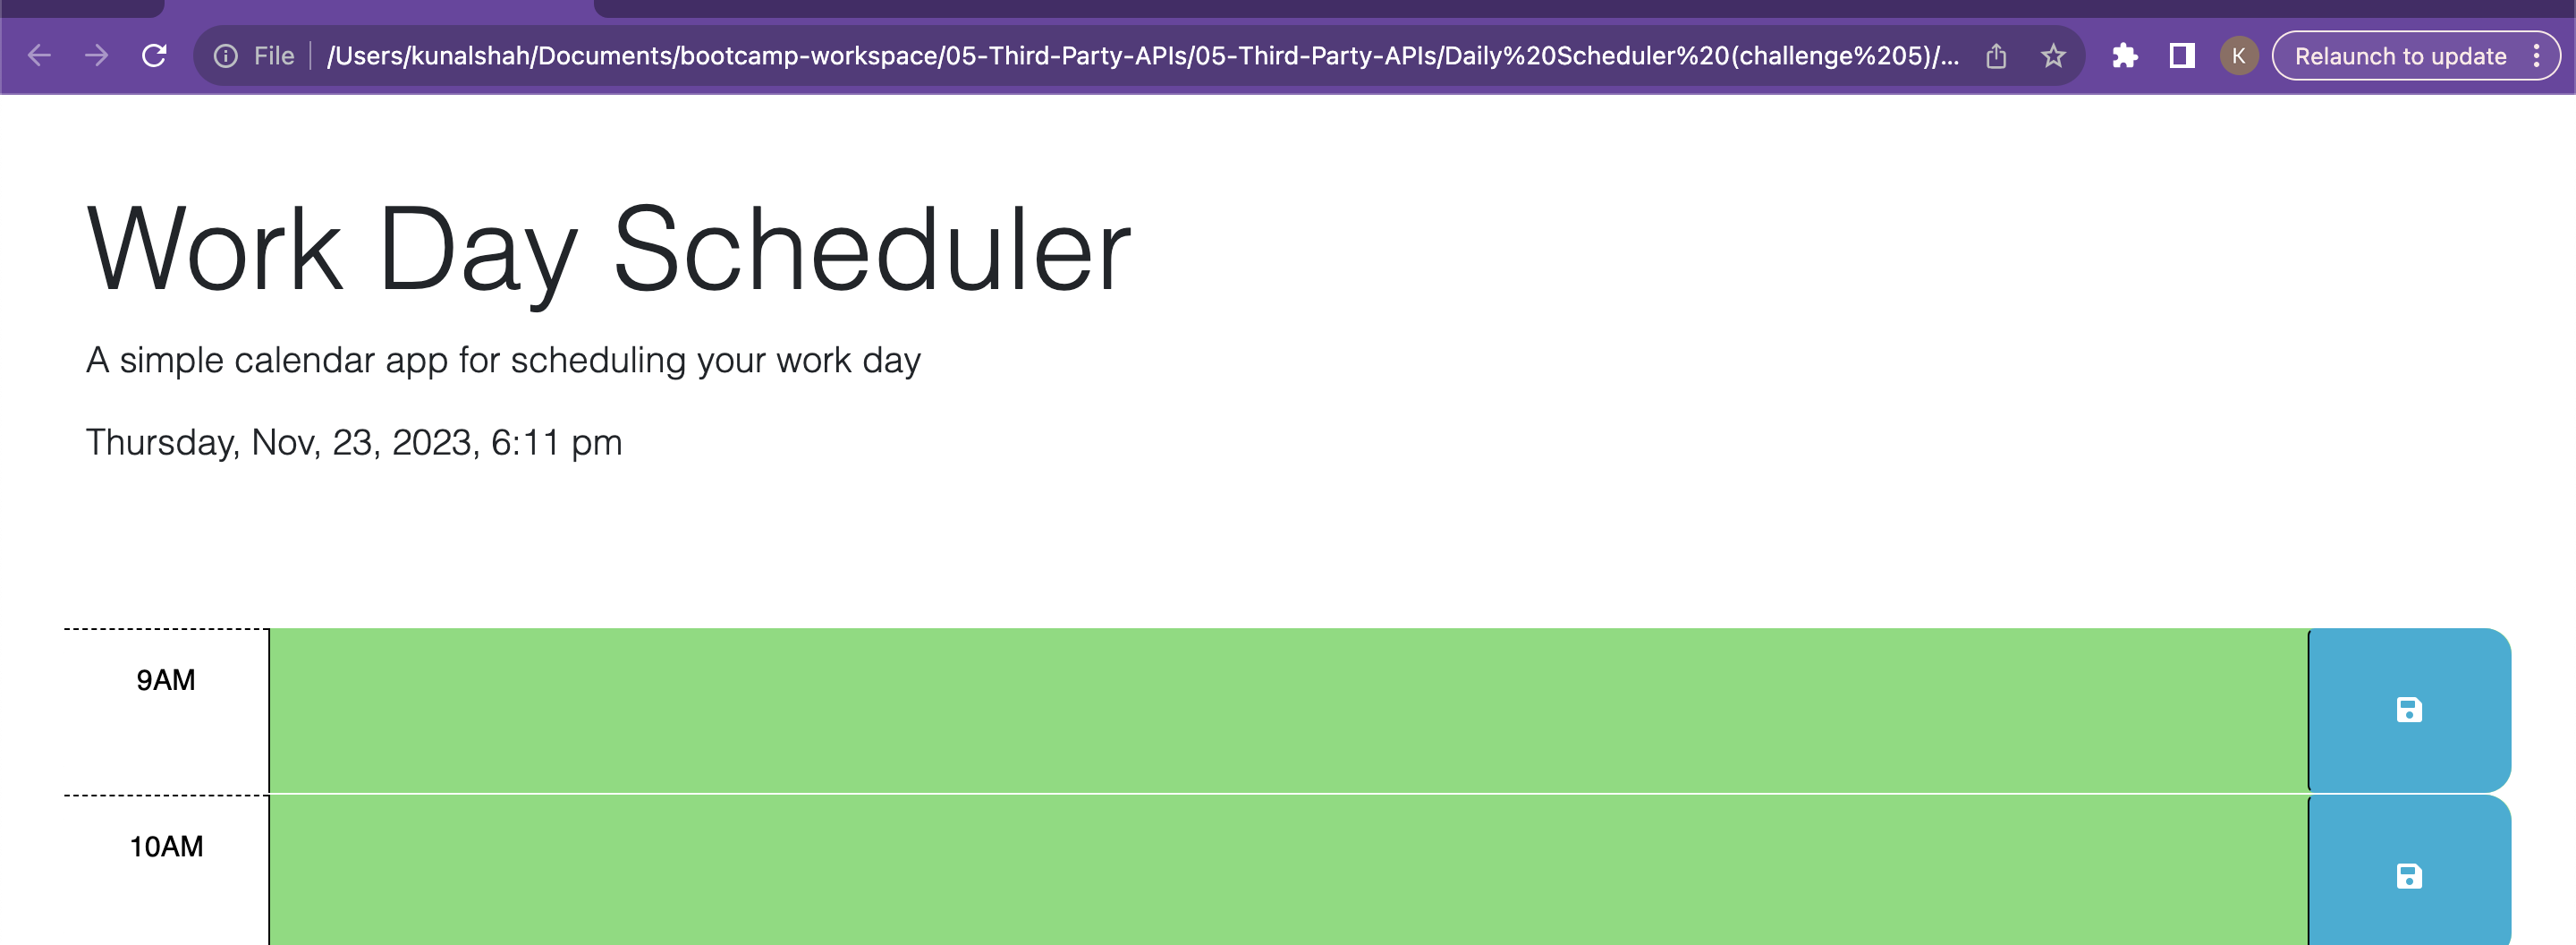 File /Users/kunalshah/Documents/bootcamp-workspace/05-Third-Party-APIs/05-Third-Party-APIs/Daily%20Scheduler%20(challenge%205)/... K Relaunch to update
Work Day Scheduler
A simple calendar app for scheduling your work day
Thursday, Nov, 23, 2023, 6:11 pm
9AM
10AM